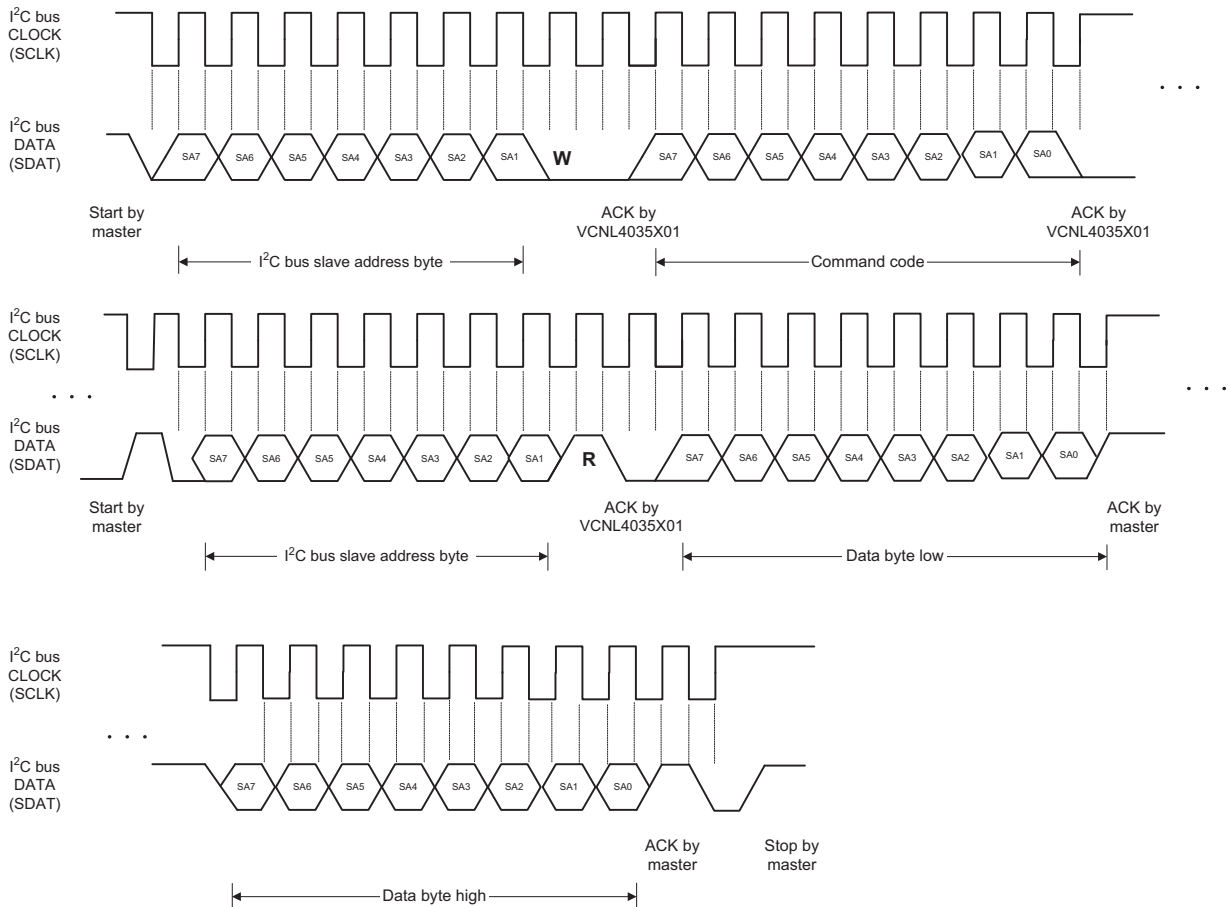 I²C bus
CLOCK
(SCLK)
. . .
I²C bus
DATA
(SDAT)
SA7 SA6 SA5 SA4 SA3 SA2 SA1 W SA7 SA6 SA5 SA4 SA3 SA2 SA1 SA0
Start by
master
ACK by
VCNL4035X01
ACK by
VCNL4035X01
I²C bus slave address byte
Command code
I²C bus
CLOCK
(SCLK)
. . .
. . .
I²C bus
DATA
(SDAT)
SA7 SA6 SA5 SA4 SA3 SA2 SA1 R SA7 SA6 SA5 SA4 SA3 SA2 SA1 SA0
Start by
master
ACK by
VCNL4035X01
ACK by
master
I²C bus slave address byte
Data byte low
I²C bus
CLOCK
(SCLK)
. . .
I²C bus
DATA
(SDAT)
SA7 SA6 SA5 SA4 SA3 SA2 SA1 SA0
ACK by
master
Stop by
master
Data byte high